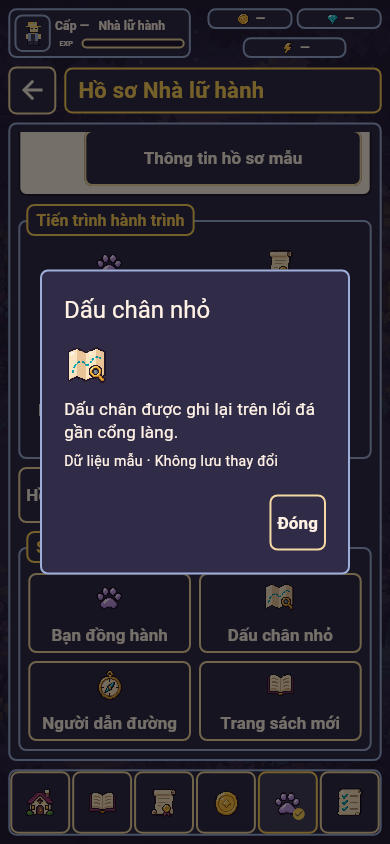 Cấp — Nhà lữ hành
EXP
—
—
—
Hồ sơ Nhà lữ hành
Thông tin hồ sơ mẫu
Tiến trình hành trình
Dấu chân nhỏ
Dấu chân được ghi lại trên lối đá
gần cổng làng.
Dữ liệu mẫu · Không lưu thay đổi
Đóng
Bạn đồng hành
Dấu chân nhỏ
Người dẫn đường
Trang sách mới